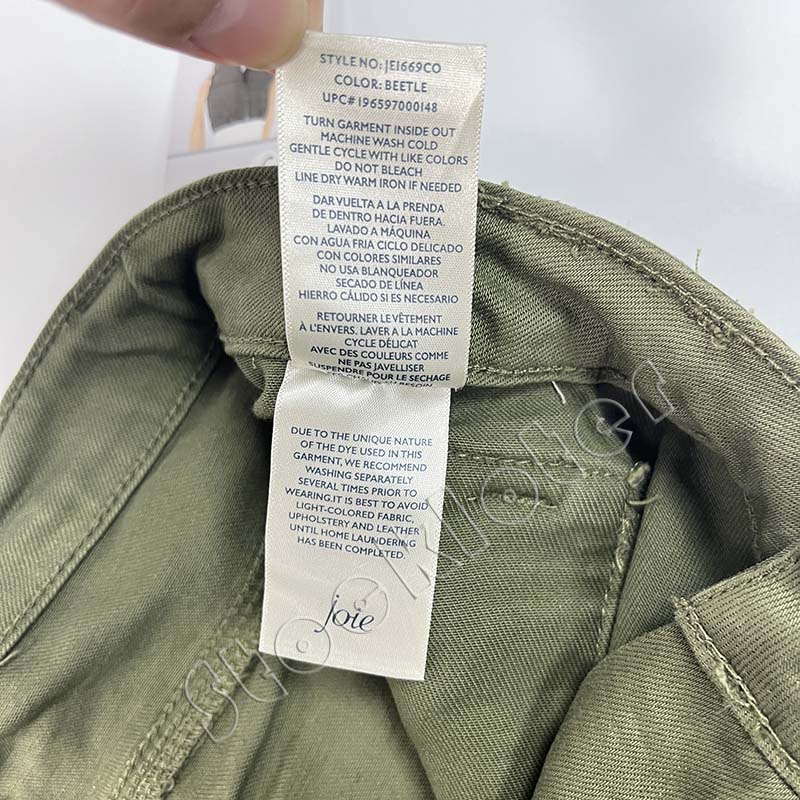 STYLE NO: JE1669CO
COLOR: BEETLE
UPC# 196597000148
TURN GARMENT INSIDE OUT
MACHINE WASH COLD
GENTLE CYCLE WITH LIKE COLORS
DO NOT BLEACH
LINE DRY WARM IRON IF NEEDED
DAR VUELTA A LA PRENDA
DE DENTRO HACIA FUERA.
LAVADO A MÁQUINA
CON AGUA FRIA CICLO DELICADO
CON COLORES SIMILARES
NO USA BLANQUEADOR
SECADO DE LÍNEA
HIERRO CÁLIDO SI ES NECESARIO
RETOURNER LEVÊTEMENT
À L'ENVERS. LAVER A LA MACHINE
CYCLE DÉLICAT
AVEC DES COULEURS COMME
NE PAS JAVELLISER
SUSPENDRE POUR LE SECHAGE
DUE TO THE UNIQUE NATURE
OF THE DYE USED IN THIS
GARMENT, WE RECOMMEND
WASHING SEPARATELY
SEVERAL TIMES PRIOR TO
WEARING.IT IS BEST TO AVOID
LIGHT-COLORED FABRIC,
UPHOLSTERY AND LEATHER
UNTIL HOME LAUNDERING
HAS BEEN COMPLETED.
joie